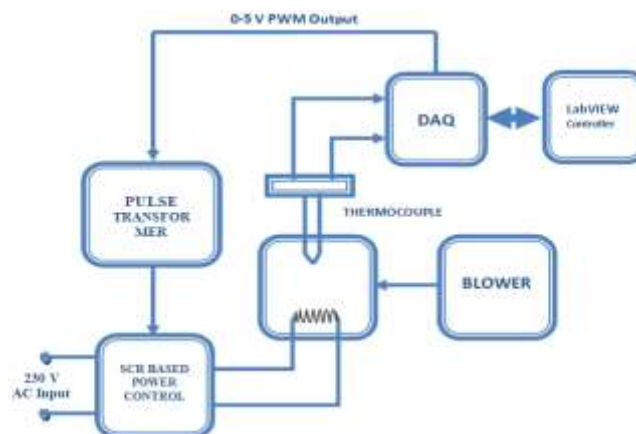 0-5 V PWM Output
DAQ
LabVIEW
Controller
PULSE
TRANSFOR
MER
THERMOCOUPLE
BLOWER
SCR BASED
POWER
CONTROL
230 V
AC Input